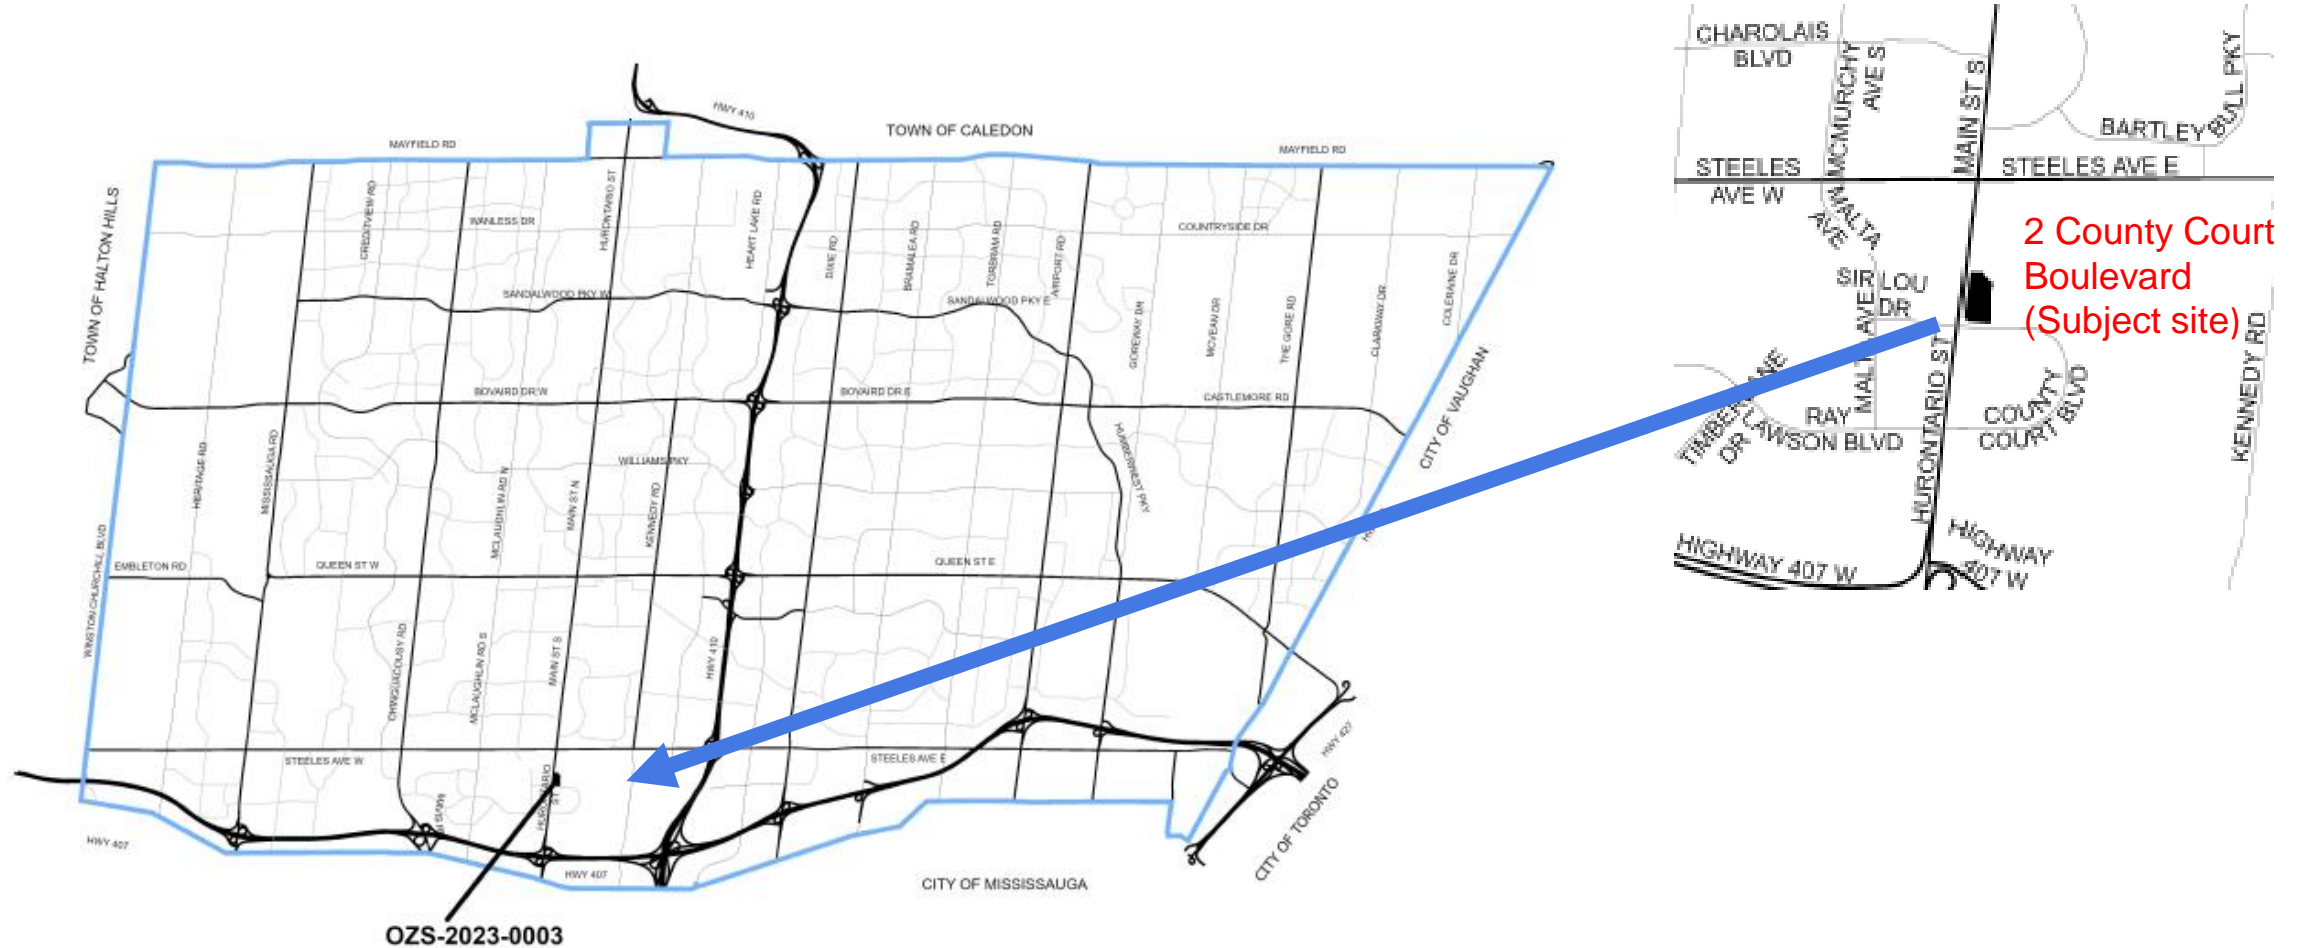 HWY 410
TOWN OF CALEDON
MAYFIELD RD
MAYFIELD RD
TOWN OF HALTON HILLS
CREDITVIEW RD
WANLESS DR
HURONTARIO ST
HEART LAKE RD
DIXIE RD
BRAMALEA RD
TORBRAM RD
AIRPORT RD
COUNTRYSIDE DR
SANDALWOOD PKY W
SANDALWOOD PKY E
GOREWAY DR
MCVEAN DR
THE GORE RD
CLARKWAY DR
COLERAINE DR
CITY OF VAUGHAN
BOVAIRD DR W
BOVAIRD DR E
CASTLEMORE RD
HERITAGE RD
MISSISSAUGA RD
MCLAUGHLIN RD N
MAIN ST N
WILLIAMS PKY
KENNEDY RD
HUMBERWEST PKY
WINSTON CHURCHILL BLVD
EMBLETON RD
QUEEN ST W
QUEEN ST E
CHINGUACOUSY RD
MCLAUGHLIN RD S
MAIN ST S
HWY 410
STEELES AVE W
STEELES AVE E
HURONTARIO
ST
HWY 407
HWY 407
HWY 427
CITY OF TORONTO
CITY OF MISSISSAUGA
OZS-2023-0003
CHAROLAIS
BLVD
MCMURCHY
AVE S
MAIN ST S
BARTLEY
BULL PKY
STEELES
AVE W
STEELES AVE E
MALTA
AVE
2 County Court
Boulevard
(Subject site)
SIR LOU
DR
MALTA AVE
HURONTARIO ST
KENNEDY RD
DR
RAY
LAWSON BLVD
COUNTY
COURT
BLVD
HIGHWAY 407 W
HIGHWAY
407 W